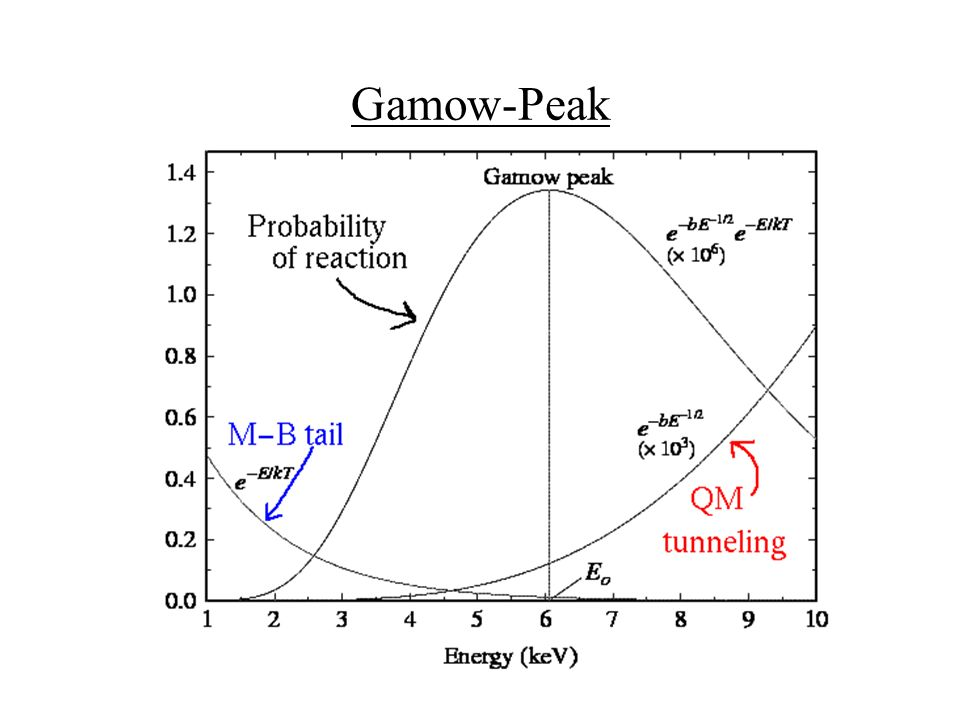 Gamow-Peak
Gamow peak
1.4
1.2
1.0
0.8
0.6
0.4
0.2
0.0
Probability
of reaction
e^{-bE^{-1/2}} e^{-E/kT}
(× 10^6)
M-B tail
e^{-E/kT}
e^{-bE^{-1/2}}
(× 10^3)
QM
tunneling
E_o
1 2 3 4 5 6 7 8 9 10
Energy (keV)